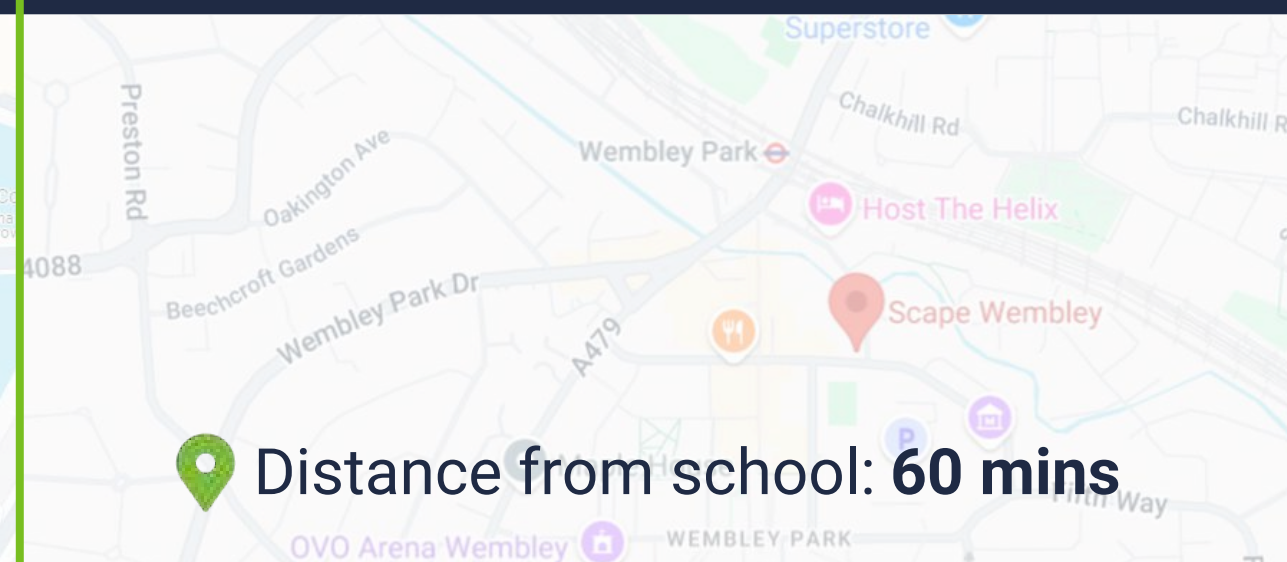 Superstore
Preston Rd
Chalkhill Rd
Chalkhill R
Wembley Park
Oakington Ave
Host The Helix
Beechcroft Gardens
4088
Wembley Park Dr
Scape Wembley
A479
P
Distance from school: 60 mins
Fifth Way
OVO Arena Wembley
WEMBLEY PARK